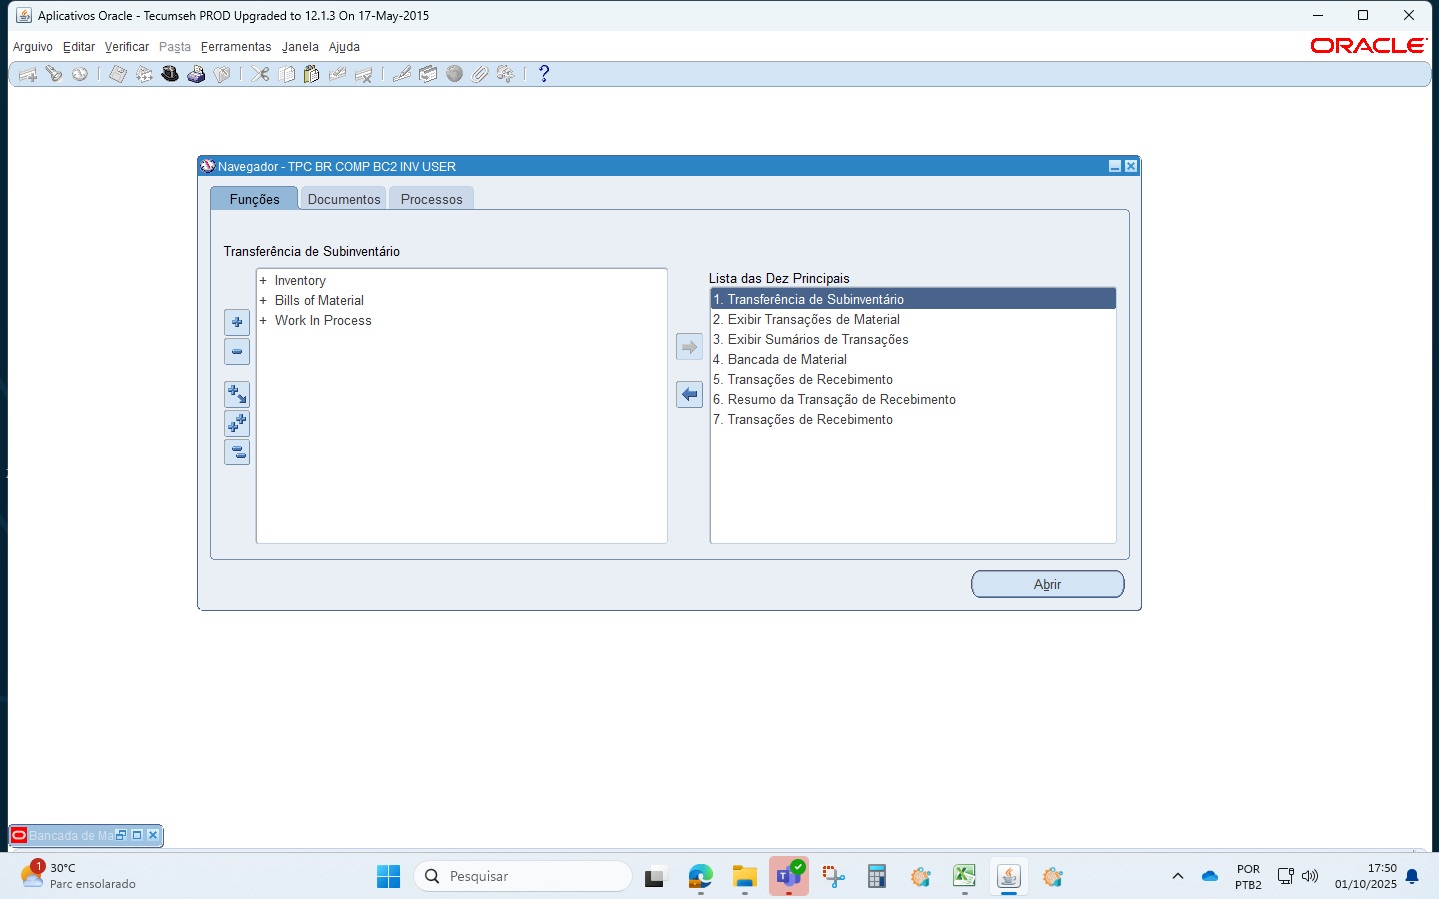 Aplicativos Oracle - Tecumseh PROD Upgraded to 12.1.3 On 17-May-2015
Arquivo Editar Verificar Pasta Ferramentas Janela Ajuda
ORACLE
Navegador - TPC BR COMP BC2 INV USER
Funções Documentos Processos
Transferência de Subinventário
+ Inventory
+ Bills of Material
+ Work In Process
Lista das Dez Principais
1. Transferência de Subinventário
2. Exibir Transações de Material
3. Exibir Sumários de Transações
4. Bancada de Material
5. Transações de Recebimento
6. Resumo da Transação de Recebimento
7. Transações de Recebimento
Abrir
Bancada de Ma
1
30°C
Parc ensolarado
Pesquisar
POR
PTB2
17:50
01/10/2025